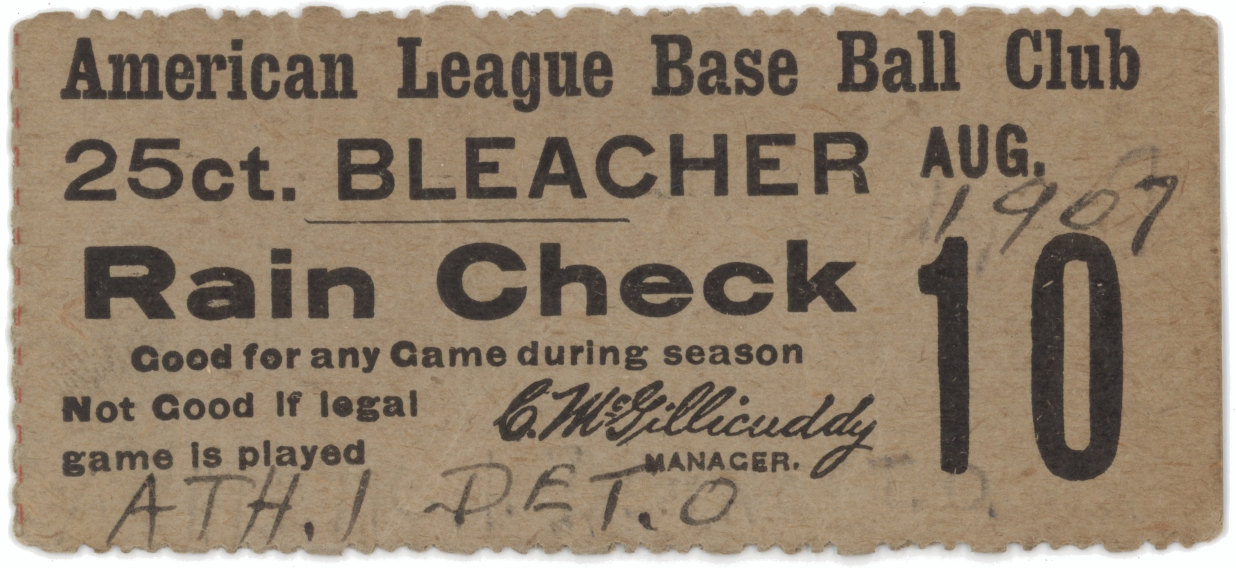 American League Base Ball Club
25ct. BLEACHER AUG.
1907
Rain Check 10
Good for any Game during season
Not Good if legal
game is played
C. McGillicuddy
MANAGER.
ATH. 1 DET. 0